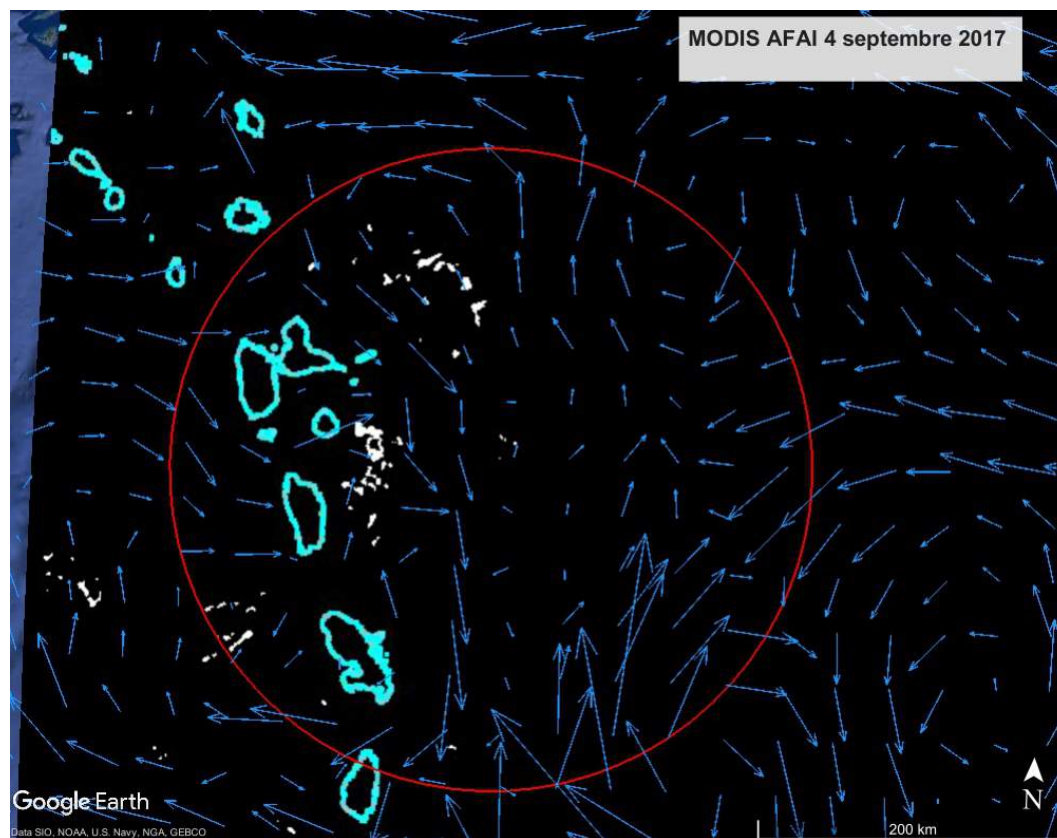 MODIS AFAI 4 septembre 2017
N
Google Earth
Data SIO, NOAA, U.S. Navy, NGA, GEBCO
200 km